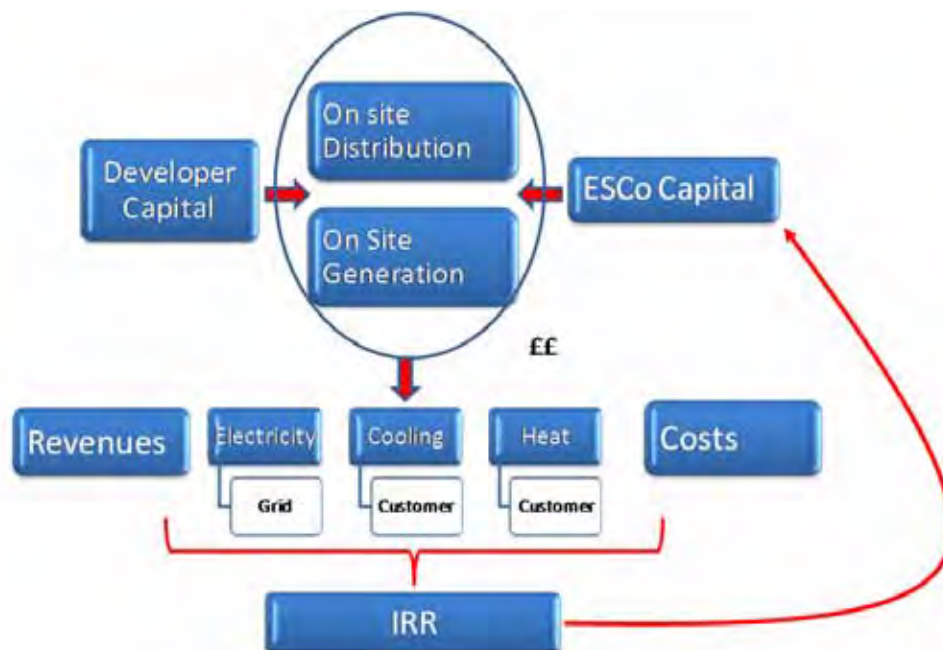 On site
Distribution
Developer
Capital
ESCo Capital
On Site
Generation
££
Revenues
Electricity
Cooling
Heat
Costs
Grid
Customer
Customer
IRR